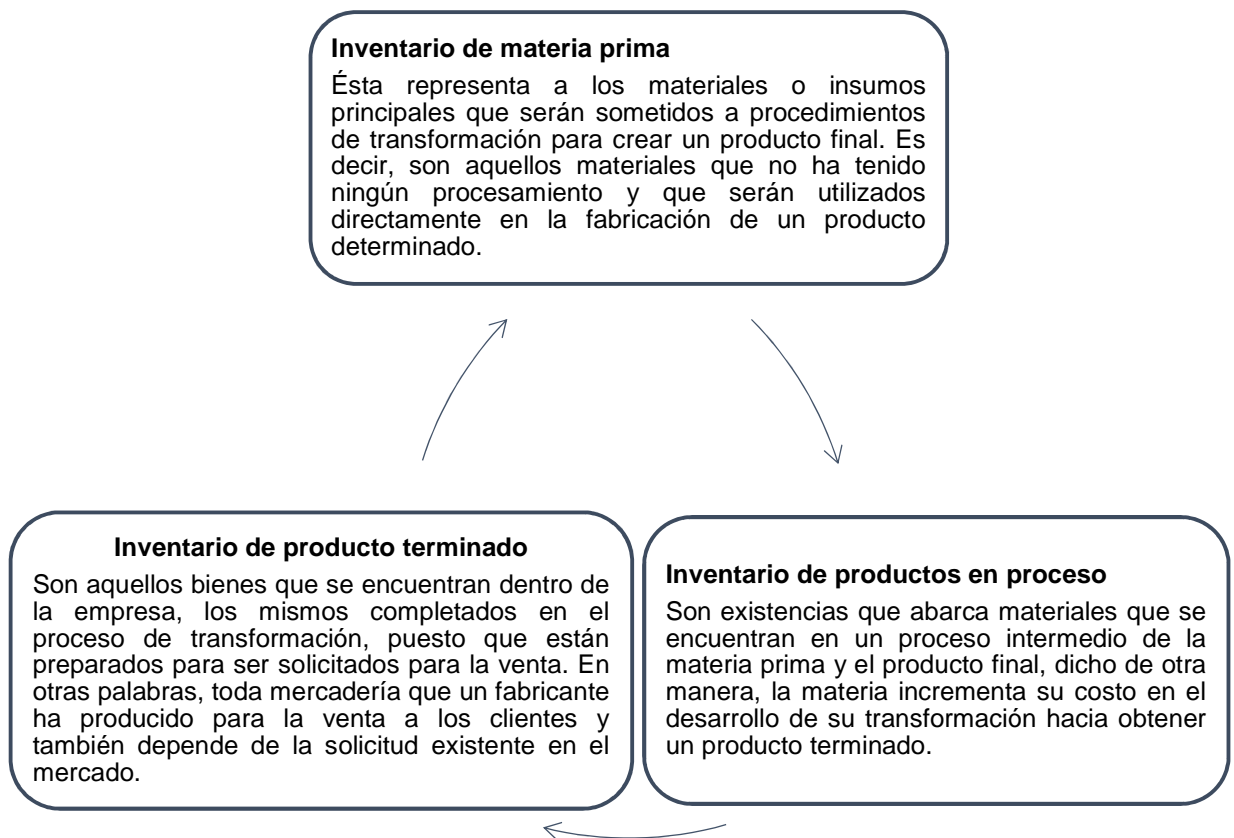 Inventario de materia prima
Ésta representa a los materiales o insumos
principales que serán sometidos a procedimientos
de transformación para crear un producto final. Es
decir, son aquellos materiales que no ha tenido
ningún procesamiento y que serán utilizados
directamente en la fabricación de un producto
determinado.
Inventario de productos en proceso
Son existencias que abarca materiales que se
encuentran en un proceso intermedio de la
materia prima y el producto final, dicho de otra
manera, la materia incrementa su costo en el
desarrollo de su transformación hacia obtener
un producto terminado.
Inventario de producto terminado
Son aquellos bienes que se encuentran dentro de
la empresa, los mismos completados en el
proceso de transformación, puesto que están
preparados para ser solicitados para la venta. En
otras palabras, toda mercadería que un fabricante
ha producido para la venta a los clientes y
también depende de la solicitud existente en el
mercado.